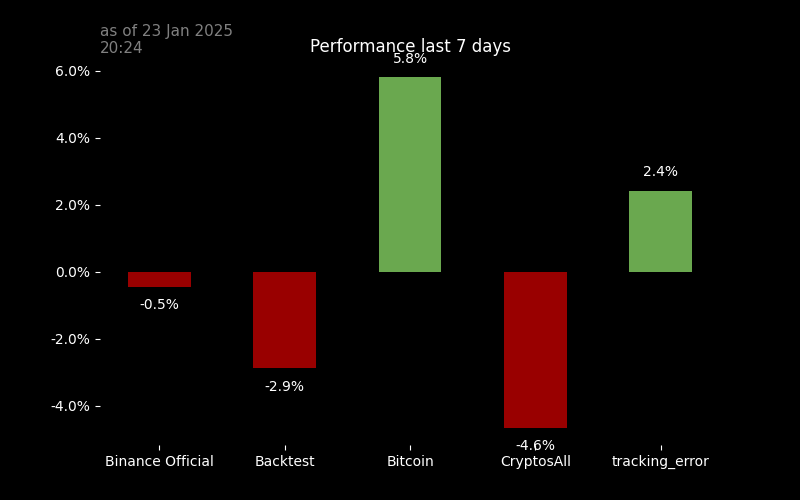 as of 23 Jan 2025
20:24
Performance last 7 days
6.0%
4.0%
2.0%
0.0%
-2.0%
-4.0%
-0.5%
-2.9%
5.8%
-4.6%
2.4%
Binance Official
Backtest
Bitcoin
CryptosAll
tracking_error